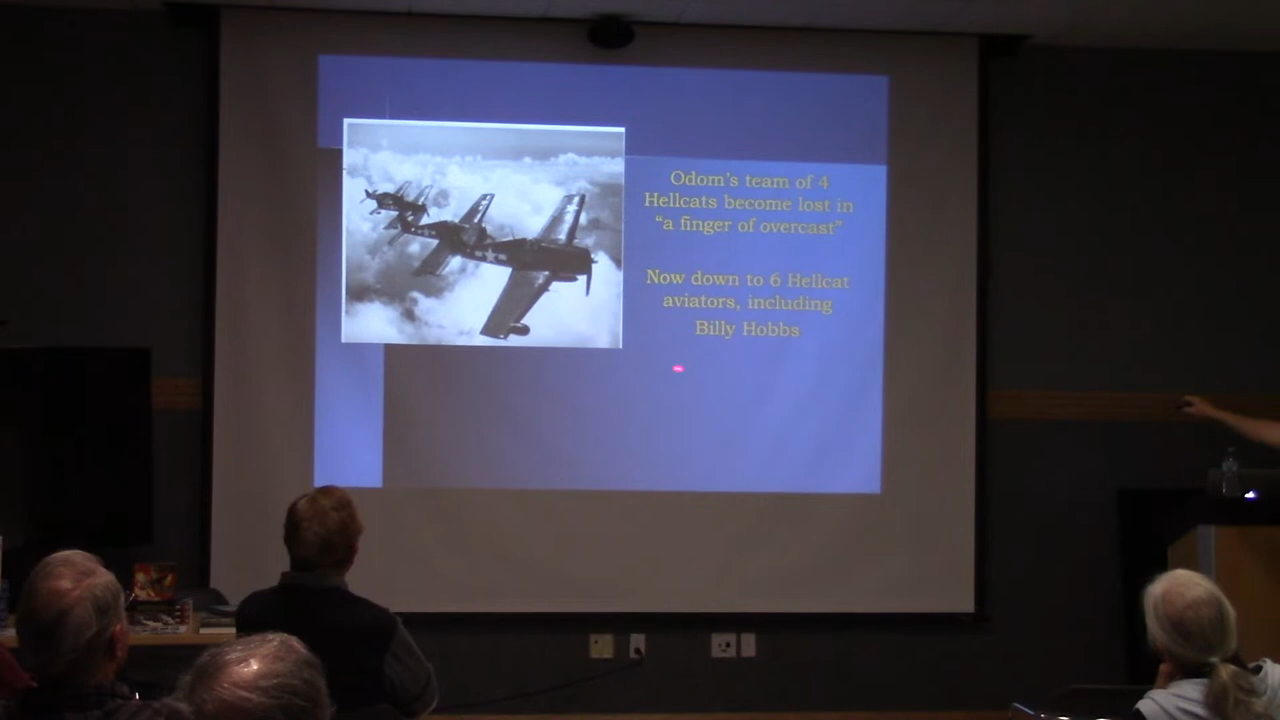 Odom's team of 4
Hellcats become lost in
"a finger of overcast"
Now down to 6 Hellcat
aviators, including
Billy Hobbs